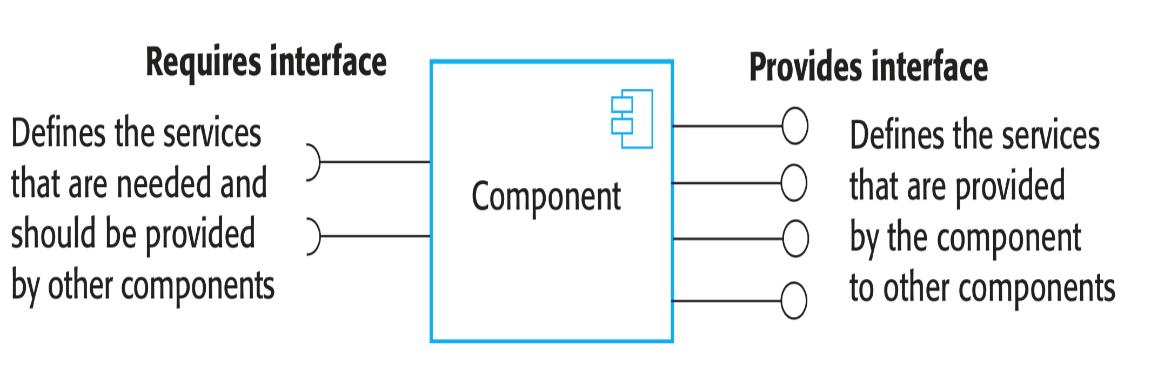 Requires interface
Defines the services
that are needed and
should be provided
by other components
Component
Provides interface
Defines the services
that are provided
by the component
to other components